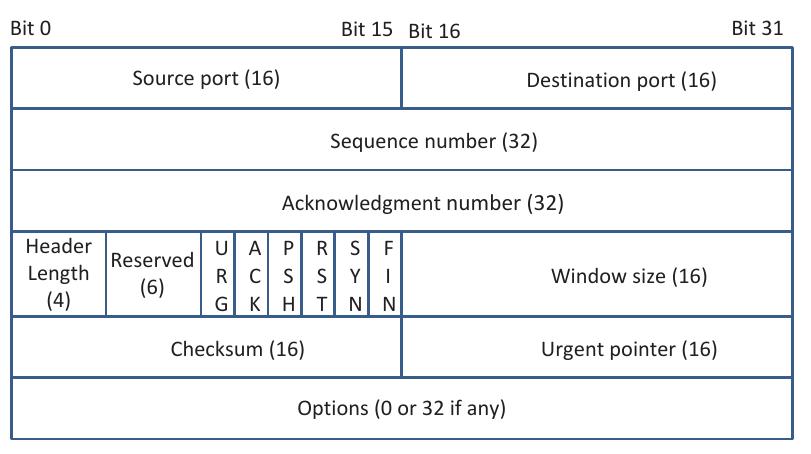 Bit 0 Bit 15 Bit 16 Bit 31
Source port (16) Destination port (16)
Sequence number (32)
Acknowledgment number (32)
Header Length (4) Reserved (6) URG ACK PSH RST SYN FIN Window size (16)
Checksum (16) Urgent pointer (16)
Options (0 or 32 if any)